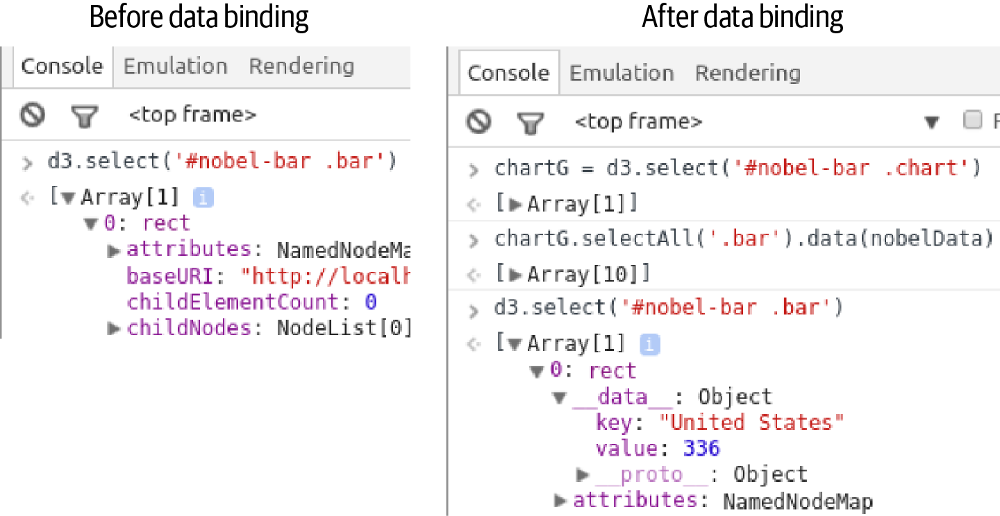 Before data binding
Console Emulation Rendering
<top frame>
d3.select('#nobel-bar .bar')
[▼Array[1] i
▼0: rect
▶attributes: NamedNodeMa
baseURI: "http://localh
childElementCount: 0
▶childNodes: NodeList[0]
After data binding
Console Emulation Rendering
<top frame> ▼
chartG = d3.select('#nobel-bar .chart')
[▶Array[1]]
chartG.selectAll('.bar').data(nobelData)
[▶Array[10]]
d3.select('#nobel-bar .bar')
[▼Array[1] i
▼0: rect
▼__data__: Object
key: "United States"
value: 336
▶__proto__: Object
▶attributes: NamedNodeMap